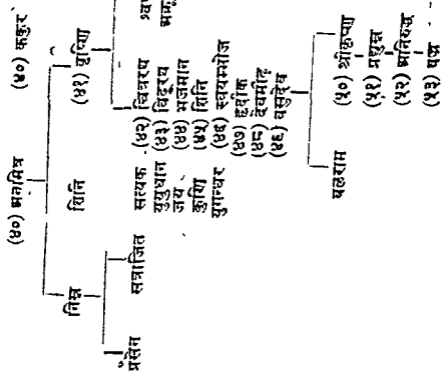 (४०) अनमित्र (४०) ककुर
निम्न शिनि (४१) वृष्णि
प्रसेन सत्राजित सत्यक (४२) चित्ररथ
युयुधान (४३) विदूरथ
जय (४४) भजमान
कुणि (४५) शिनि
युगन्धर (४६) स्वयम्भोज
(४७) हृदीक
(४८) देवमीढ़
(४९) वसुदेव
बलराम (५०) श्रीकृष्ण
(५१) प्रद्युम्न
(५२) अनिरुद्ध
(५३) वज्र